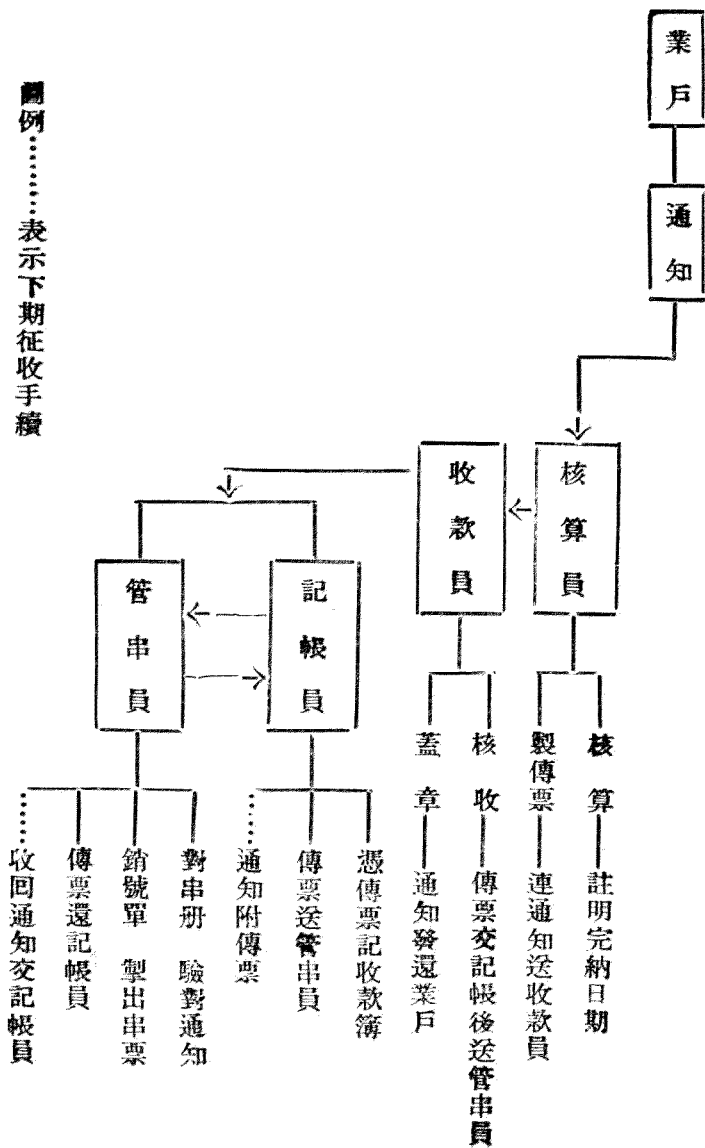 業戶
通知
核算員
核算——註明完納日期
製傳票——連通知送收款員
收款員
核收——傳票交記帳後送管串員
蓋章——通知發還業戶
記帳員
憑傳票記收款簿
傳票送管串員
通知附傳票
管串員
對串册 驗對通知
銷號單 掣出串票
傳票還記帳員
收回通知交記帳員
圖例…………表示下期征收手續